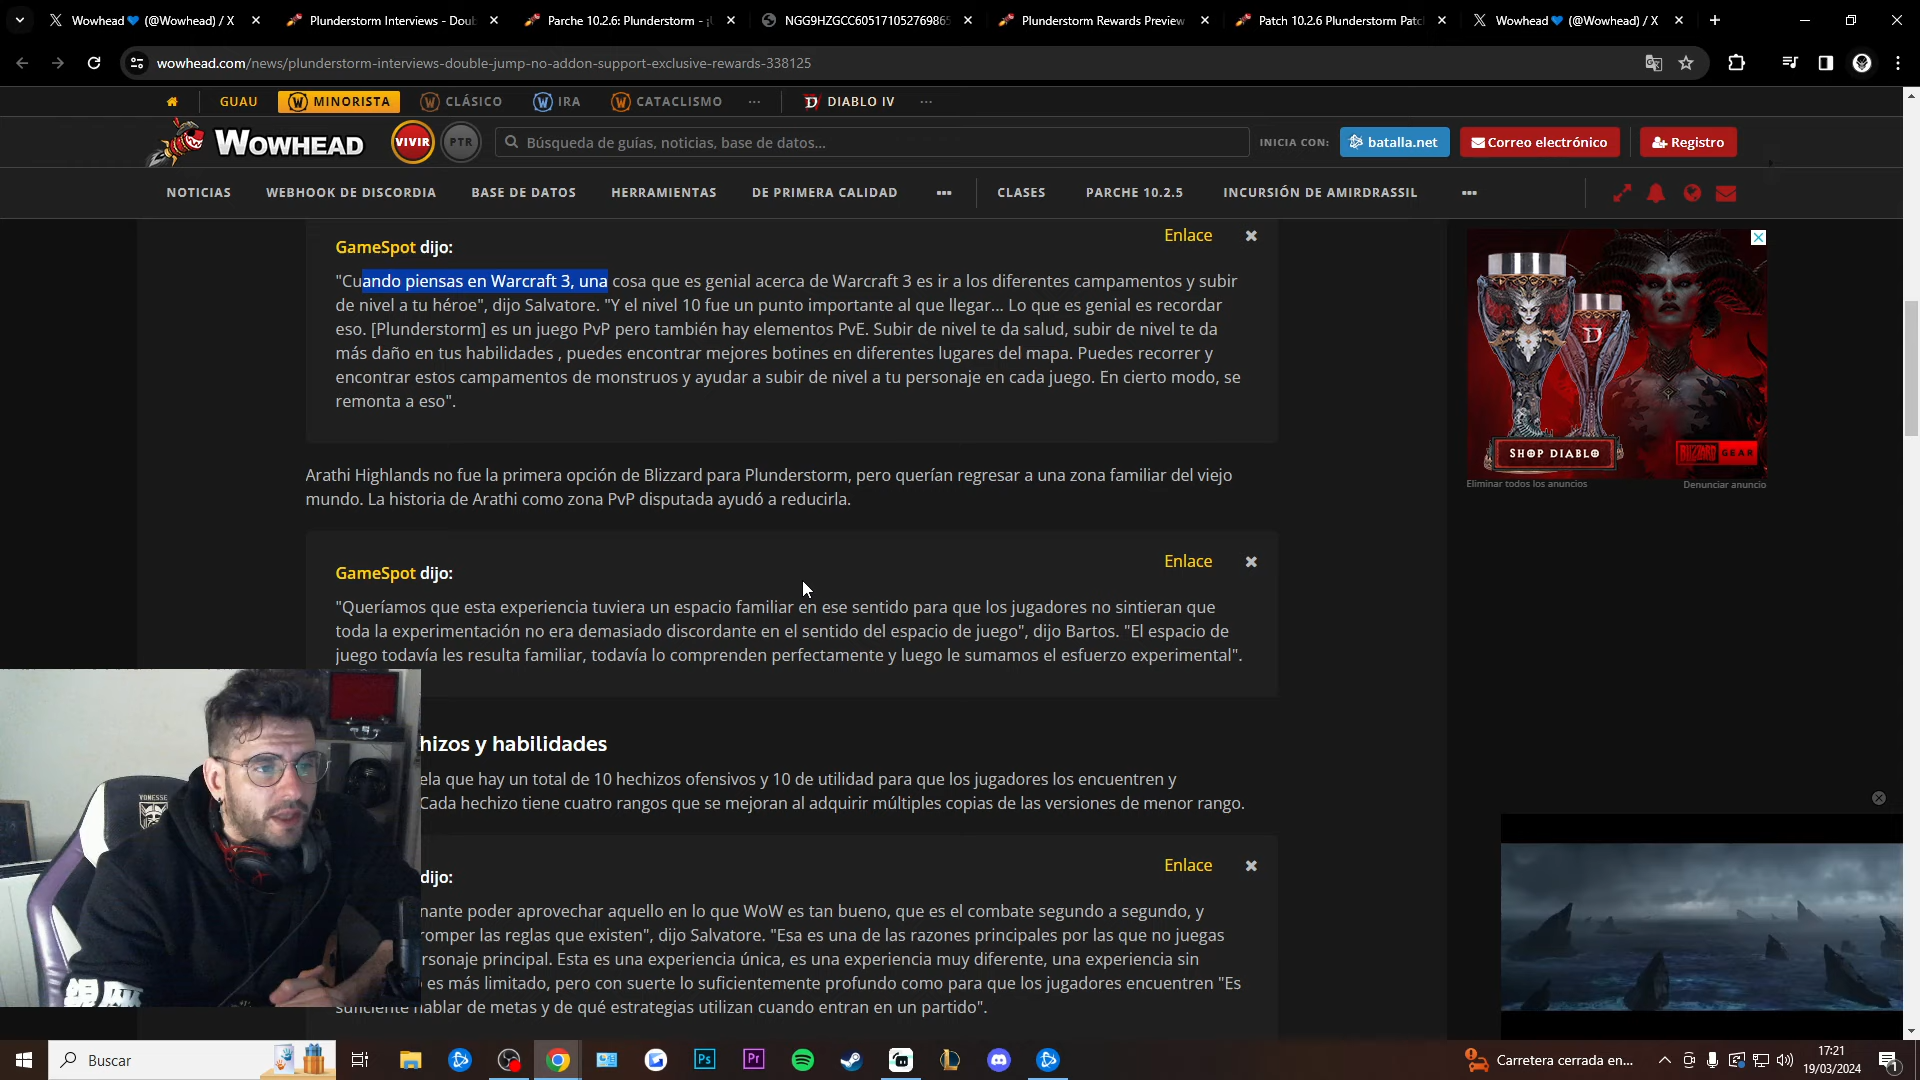 Wowhead 💙 (@Wowhead) / X
Plunderstorm Interviews - Doub
Parche 10.2.6: Plunderstorm - ¡
NGG9HZGCC60517105276986
Plunderstorm Rewards Preview
Patch 10.2.6 Plunderstorm Patc
Wowhead 💙 (@Wowhead) / X
wowhead.com/news/plunderstorm-interviews-double-jump-no-addon-support-exclusive-rewards-338125
GUAU MINORISTA CLÁSICO IRA CATACLISMO ... DIABLO IV ...
WOWHEAD VIVIR PTR Búsqueda de guías, noticias, base de datos... INICIA CON: batalla.net Correo electrónico Registro
NOTICIAS WEBHOOK DE DISCORDIA BASE DE DATOS HERRAMIENTAS DE PRIMERA CALIDAD ... CLASES PARCHE 10.2.5 INCURSIÓN DE AMIRDRASSIL ...
Enlace
GameSpot dijo:
"Cuando piensas en Warcraft 3, una cosa que es genial acerca de Warcraft 3 es ir a los diferentes campamentos y subir
de nivel a tu héroe", dijo Salvatore. "Y el nivel 10 fue un punto importante al que llegar... Lo que es genial es recordar
eso. [Plunderstorm] es un juego PvP pero también hay elementos PvE. Subir de nivel te da salud, subir de nivel te da
más daño en tus habilidades , puedes encontrar mejores botines en diferentes lugares del mapa. Puedes recorrer y
encontrar estos campamentos de monstruos y ayudar a subir de nivel a tu personaje en cada juego. En cierto modo, se
remonta a eso".
Arathi Highlands no fue la primera opción de Blizzard para Plunderstorm, pero querían regresar a una zona familiar del viejo
mundo. La historia de Arathi como zona PvP disputada ayudó a reducirla.
Enlace
GameSpot dijo:
"Queríamos que esta experiencia tuviera un espacio familiar en ese sentido para que los jugadores no sintieran que
toda la experimentación no era demasiado discordante en el sentido del espacio de juego", dijo Bartos. "El espacio de
juego todavía les resulta familiar, todavía lo comprenden perfectamente y luego le sumamos el esfuerzo experimental".
hizos y habilidades
ela que hay un total de 10 hechizos ofensivos y 10 de utilidad para que los jugadores los encuentren y
Cada hechizo tiene cuatro rangos que se mejoran al adquirir múltiples copias de las versiones de menor rango.
Enlace
dijo:
nante poder aprovechar aquello en lo que WoW es tan bueno, que es el combate segundo a segundo, y
romper las reglas que existen", dijo Salvatore. "Esa es una de las razones principales por las que no juegas
rsonaje principal. Esta es una experiencia única, es una experiencia muy diferente, una experiencia sin
es más limitado, pero con suerte lo suficientemente profundo como para que los jugadores encuentren "Es
suficiente hablar de metas y de qué estrategias utilizan cuando entran en un partido".
SHOP DIABLO
BLIZZARD GEAR
Eliminar todos los anuncios Denunciar anuncio
VONESSE
Buscar
Ps
Pr
Carretera cerrada en...
17:21
19/03/2024
1